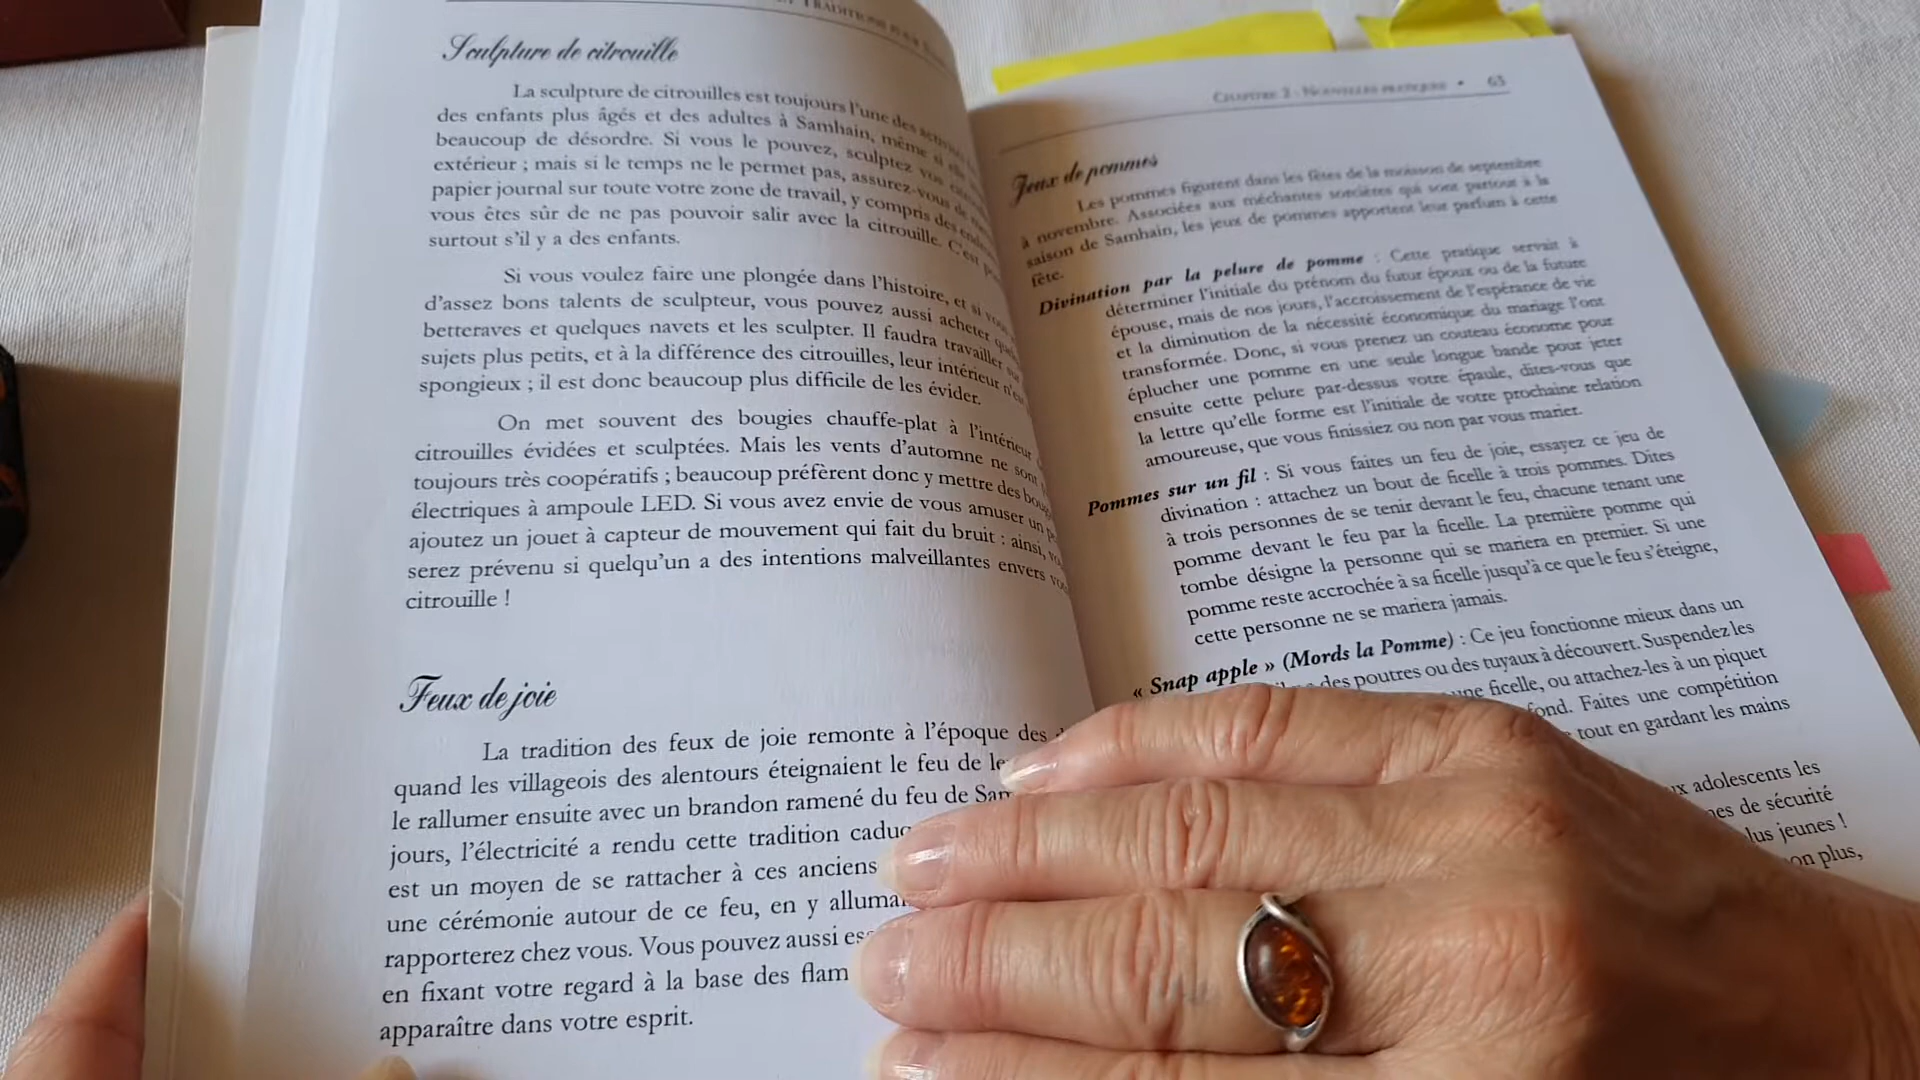 TRADITIONS POUR
Sculpture de citrouille
La sculpture de citrouilles est toujours l'une des
des enfants plus âgés et des adultes à Samhain, même si elle
beaucoup de désordre. Si vous le pouvez, sculptez vos
extérieur ; mais si le temps ne le permet pas, assurez-vous de
papier journal sur toute votre zone de travail, y compris des
vous êtes sûr de ne pas pouvoir salir avec la citrouille. C'est
surtout s'il y a des enfants.
Si vous voulez faire une plongée dans l'histoire, et si vous
d'assez bons talents de sculpteur, vous pouvez aussi acheter
betteraves et quelques navets et les sculpter. Il faudra travailler
sujets plus petits, et à la différence des citrouilles, leur intérieur
spongieux ; il est donc beaucoup plus difficile de les évider.
On met souvent des bougies chauffe-plat à l'intérieur
citrouilles évidées et sculptées. Mais les vents d'automne ne sont
toujours très coopératifs ; beaucoup préfèrent donc y mettre des
électriques à ampoule LED. Si vous avez envie de vous amuser un
ajoutez un jouet à capteur de mouvement qui fait du bruit : ainsi,
serez prévenu si quelqu'un a des intentions malveillantes envers
citrouille !
Feux de joie
La tradition des feux de joie remonte à l'époque des
quand les villageois des alentours éteignaient le feu de
le rallumer ensuite avec un brandon ramené du feu de
jours, l'électricité a rendu cette tradition
est un moyen de se rattacher à ces anciens
une cérémonie autour de ce feu, en y
rapporterez chez vous. Vous pouvez aussi
en fixant votre regard à la base des
apparaître dans votre esprit.
CHAPITRE 2 - NOUVELLES PRATIQUES • 63
Jeux de pommes
Les pommes figurent dans les fêtes de la moisson de septembre
à novembre. Associées aux méchantes sorcières qui sont partout à la
saison de Samhain, les jeux de pommes apportent leur parfum à cette
fête.
Divination par la pelure de pomme : Cette pratique servait à
déterminer l'initiale du prénom du futur époux ou de la future
épouse, mais de nos jours, l'accroissement de l'espérance de vie
et la diminution de la nécessité économique du mariage l'ont
transformée. Donc, si vous prenez un couteau économe pour
éplucher une pomme en une seule longue bande pour jeter
ensuite cette pelure par-dessus votre épaule, dites-vous que
la lettre qu'elle forme est l'initiale de votre prochaine relation
amoureuse, que vous finissiez ou non par vous marier.
Pommes sur un fil : Si vous faites un feu de joie, essayez ce jeu de
divination : attachez un bout de ficelle à trois pommes. Dites
à trois personnes de se tenir devant le feu, chacune tenant une
pomme devant le feu par la ficelle. La première pomme qui
tombe désigne la personne qui se mariera en premier. Si une
pomme reste accrochée à sa ficelle jusqu'à ce que le feu s'éteigne,
cette personne ne se mariera jamais.
« Snap apple » (Mords la Pomme) : Ce jeu fonctionne mieux dans un
des poutres ou des tuyaux à découvert. Suspendez les
ficelle, ou attachez-les à un piquet
Faites une compétition
tout en gardant les mains
adolescents les
de sécurité
jeunes !
plus,